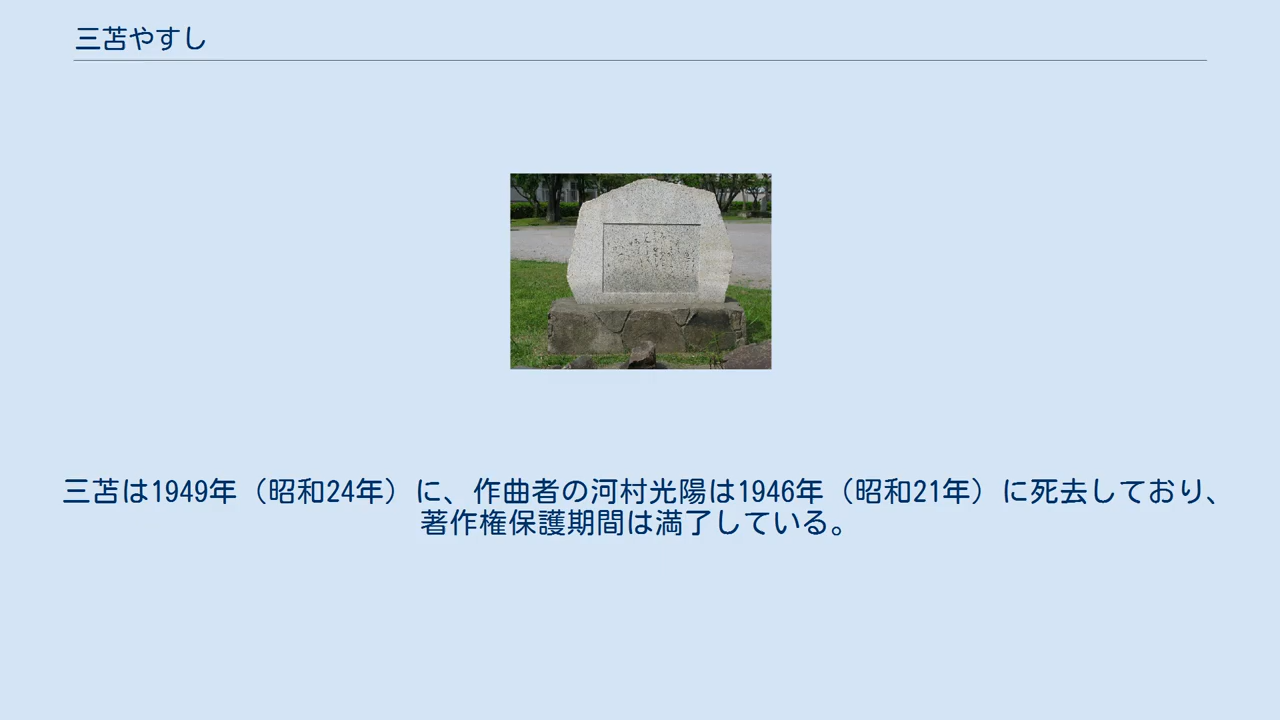 三苫やすし
三苫は1949年（昭和24年）に、作曲者の河村光陽は1946年（昭和21年）に死去しており、
著作権保護期間は満了している。